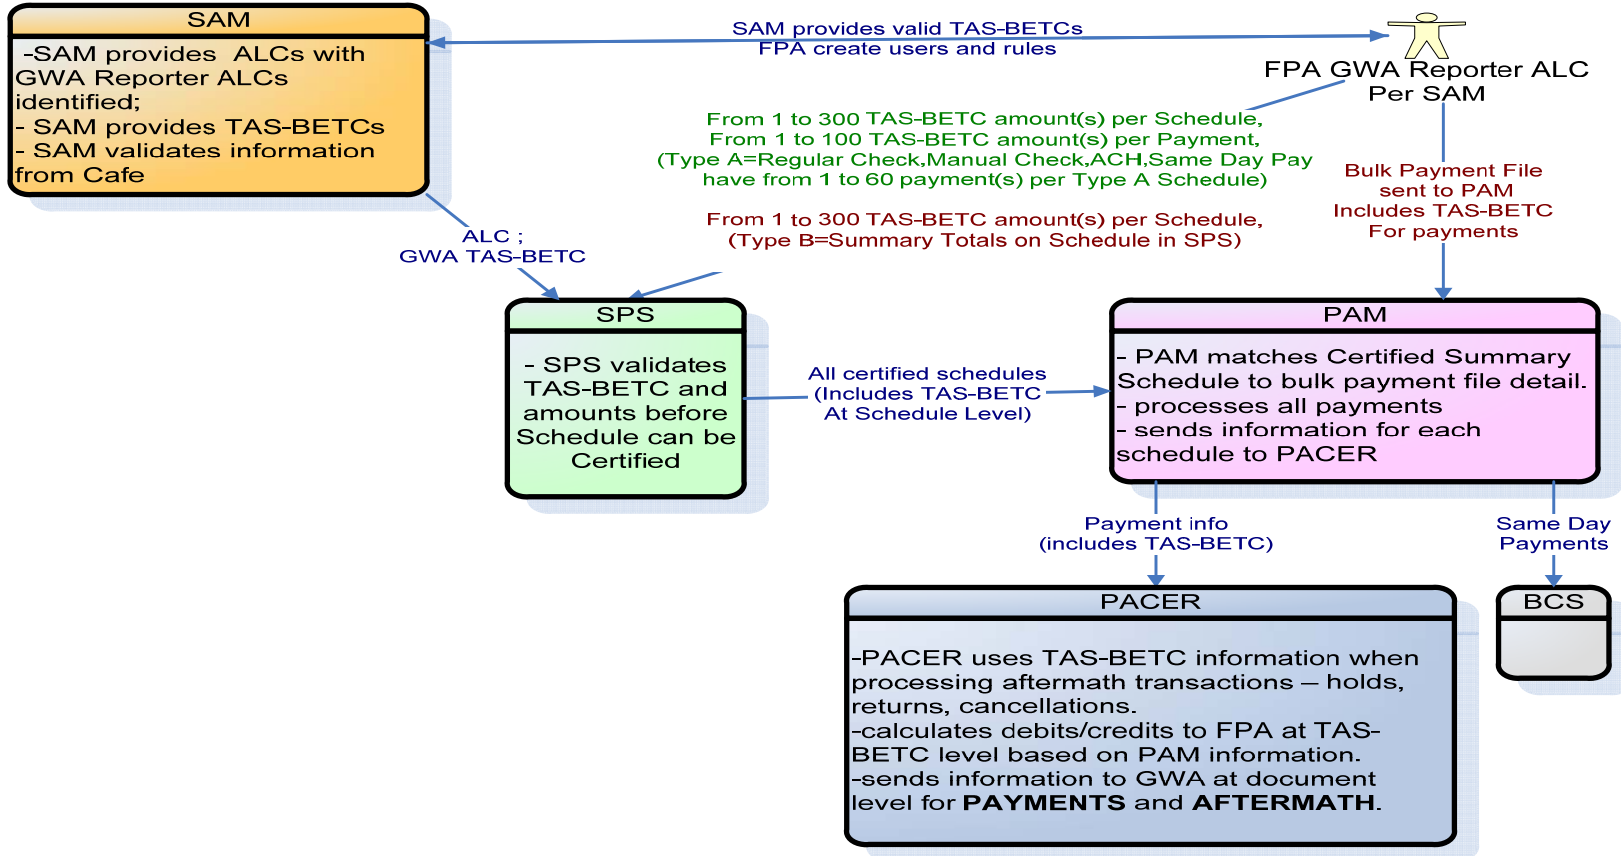 SAM
-SAM provides  ALCs with
GWA Reporter ALCs
identified;
- SAM provides TAS-BETCs
- SAM validates information
from Cafe
SAM provides valid TAS-BETCs
FPA create users and rules
FPA GWA Reporter ALC
Per SAM
From 1 to 300 TAS-BETC amount(s) per Schedule,
From 1 to 100 TAS-BETC amount(s) per Payment,
(Type A=Regular Check,Manual Check,ACH,Same Day Pay
have from 1 to 60 payment(s) per Type A Schedule)
From 1 to 300 TAS-BETC amount(s) per Schedule,
(Type B=Summary Totals on Schedule in SPS)
Bulk Payment File
sent to PAM
Includes TAS-BETC
For payments
ALC ;
GWA TAS-BETC
SPS
- SPS validates
TAS-BETC and
amounts before
Schedule can be
Certified
All certified schedules
(Includes TAS-BETC
At Schedule Level)
PAM
- PAM matches Certified Summary
Schedule to bulk payment file detail.
- processes all payments
- sends information for each
schedule to PACER
Payment info
(includes TAS-BETC)
Same Day
Payments
PACER
-PACER uses TAS-BETC information when
processing aftermath transactions – holds,
returns, cancellations.
-calculates debits/credits to FPA at TAS-
BETC level based on PAM information.
-sends information to GWA at document
level for PAYMENTS and AFTERMATH.
BCS